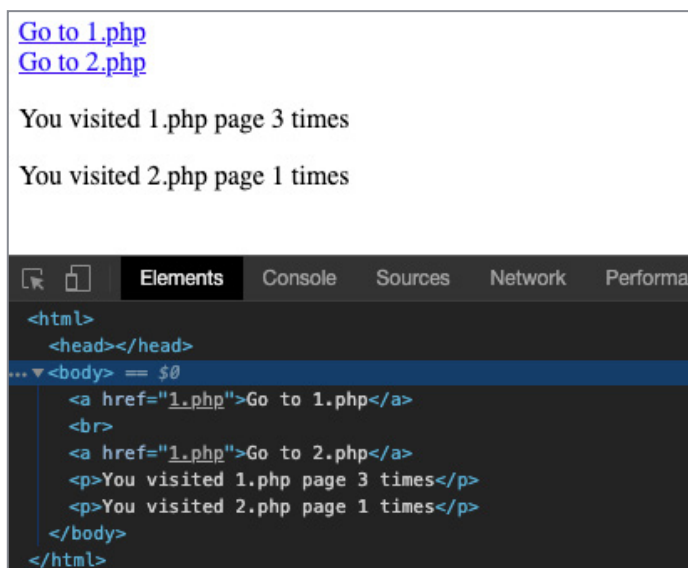 Go to 1.php
Go to 2.php
You visited 1.php page 3 times
You visited 2.php page 1 times
Elements Console Sources Network Performa
<html>
<head></head>
... ▼ <body> == $0
<a href="1.php">Go to 1.php</a>
<br>
<a href="1.php">Go to 2.php</a>
<p>You visited 1.php page 3 times</p>
<p>You visited 2.php page 1 times</p>
</body>
</html>